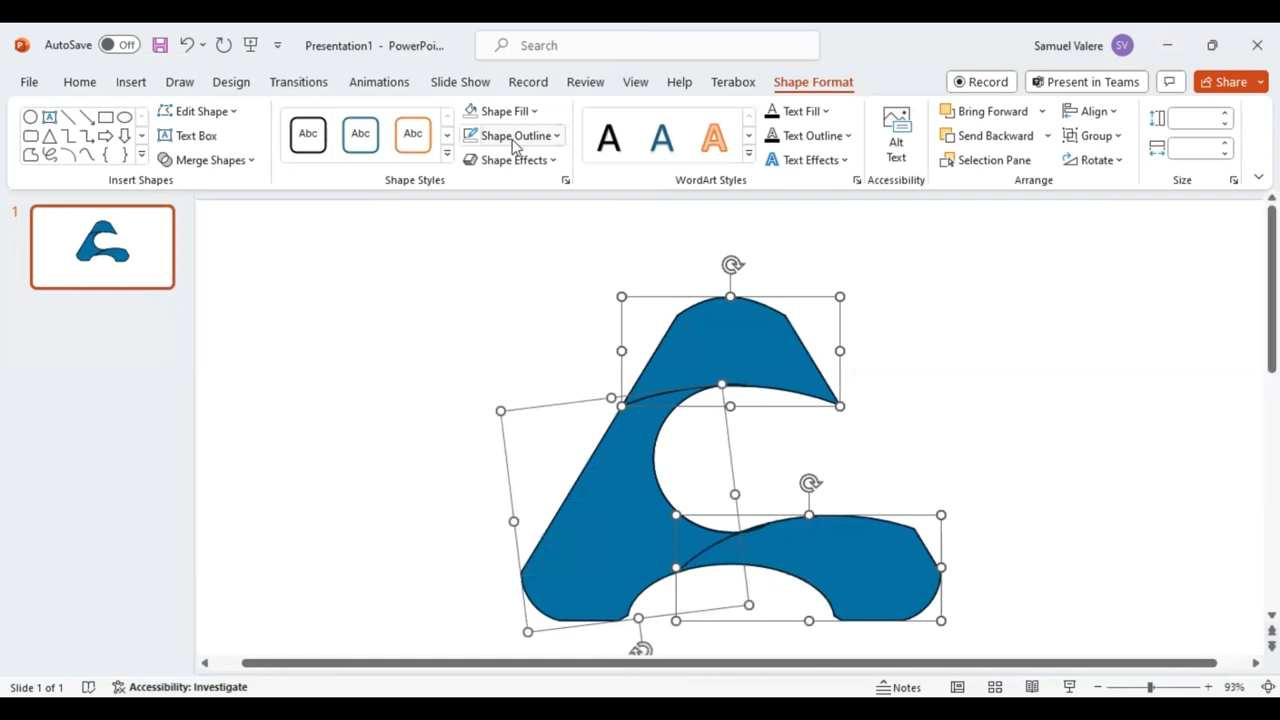 AutoSave Off Presentation1 - PowerPoi... Search Samuel Valere SV
File Home Insert Draw Design Transitions Animations Slide Show Record Review View Help Terabox Shape Format Record Present in Teams Share
Edit Shape
Text Box
Merge Shapes
Insert Shapes
Abc Abc Abc
Shape Fill
Shape Outline
Shape Effects
Shape Styles
A A A
Text Fill
Text Outline
Text Effects
WordArt Styles
Alt
Text
Accessibility
Bring Forward
Send Backward
Selection Pane
Align
Group
Rotate
Arrange
Size
1
Slide 1 of 1 Accessibility: Investigate Notes 93%